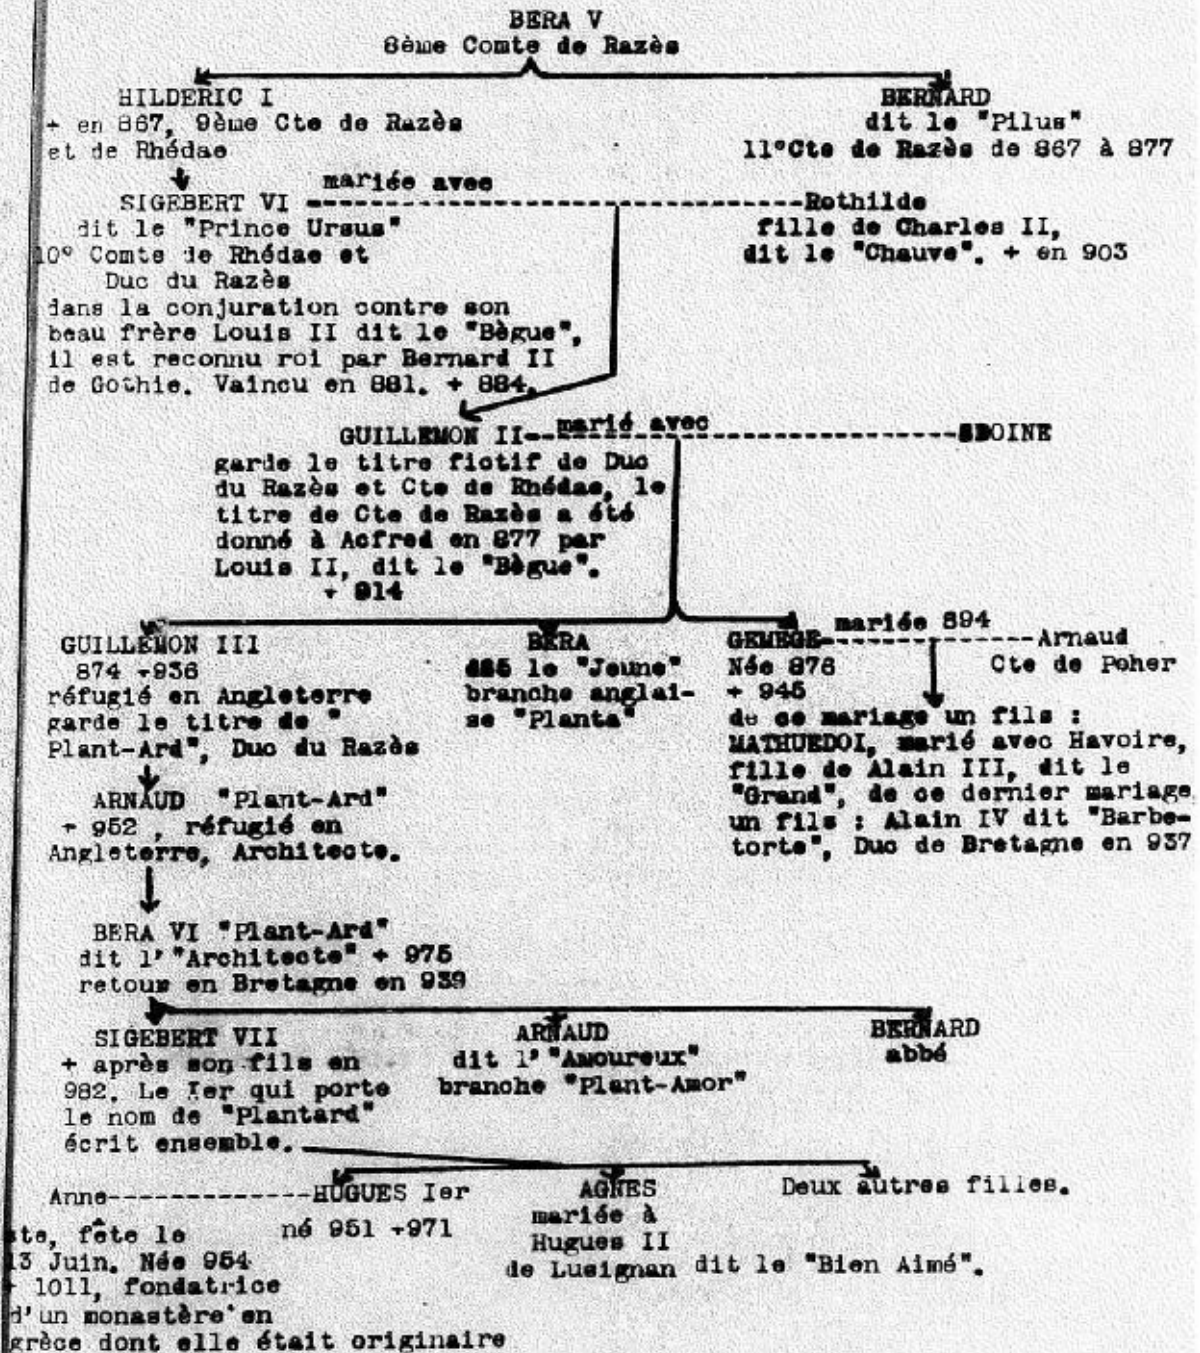 BERA V
8ème Comte de Razès
HILDERIC I
+ en 867, 9ème Cte de Razès
et de Rhédae
BERNARD
dit le "Pilus"
11°Cte de Razès de 867 à 877
mariée avec
SIGEBERT VI
dit le "Prince Ursus"
10° Comte de Rhédae et
Duc du Razès
dans la conjuration contre son
beau frère Louis II dit le "Bègue",
il est reconnu roi par Bernard II
de Gothie. Vaincu en 881. + 884.
Rothilde
fille de Charles II,
dit le "Chauve". + en 903
marié avec
GUILLEMON II
garde le titre fictif de Duc
du Razès et Cte de Rhédae, le
titre de Cte de Razès a été
donné à Acfred en 877 par
Louis II, dit le "Bègue".
+ 914
GUILLEMON III
874 +936
réfugié en Angleterre
garde le titre de "
Plant-Ard", Duc du Razès
BERA
le "Jeune"
branche anglai-
se "Planta"
mariée 894
GEMEGE
Née 876
+ 945
Arnaud
Cte de Poher
de ce mariage un fils :
MATHUEDOI, marié avec Havoire,
fille de Alain III, dit le
"Grand", de ce dernier mariage
un fils : Alain IV dit "Barbe-
torte", Duc de Bretagne en 937
ARNAUD "Plant-Ard"
+ 952 , réfugié en
Angleterre, Architecte.
BERA VI "Plant-Ard"
dit l'"Architecte" + 975
retour en Bretagne en 939
SIGEBERT VII
+ après son fils en
982. Le Ier qui porte
le nom de "Plantard"
écrit ensemble.
ARNAUD
dit l'"Amoureux"
branche "Plant-Amor"
BERNARD
abbé
Anne-------------HUGUES Ier
né 951 +971
AGNES
mariée à
Hugues II
de Lusignan dit le "Bien Aimé".
Deux autres filles.
ste, fête le
13 Juin. Née 954
+ 1011, fondatrice
d'un monastère en
grèce dont elle était originaire